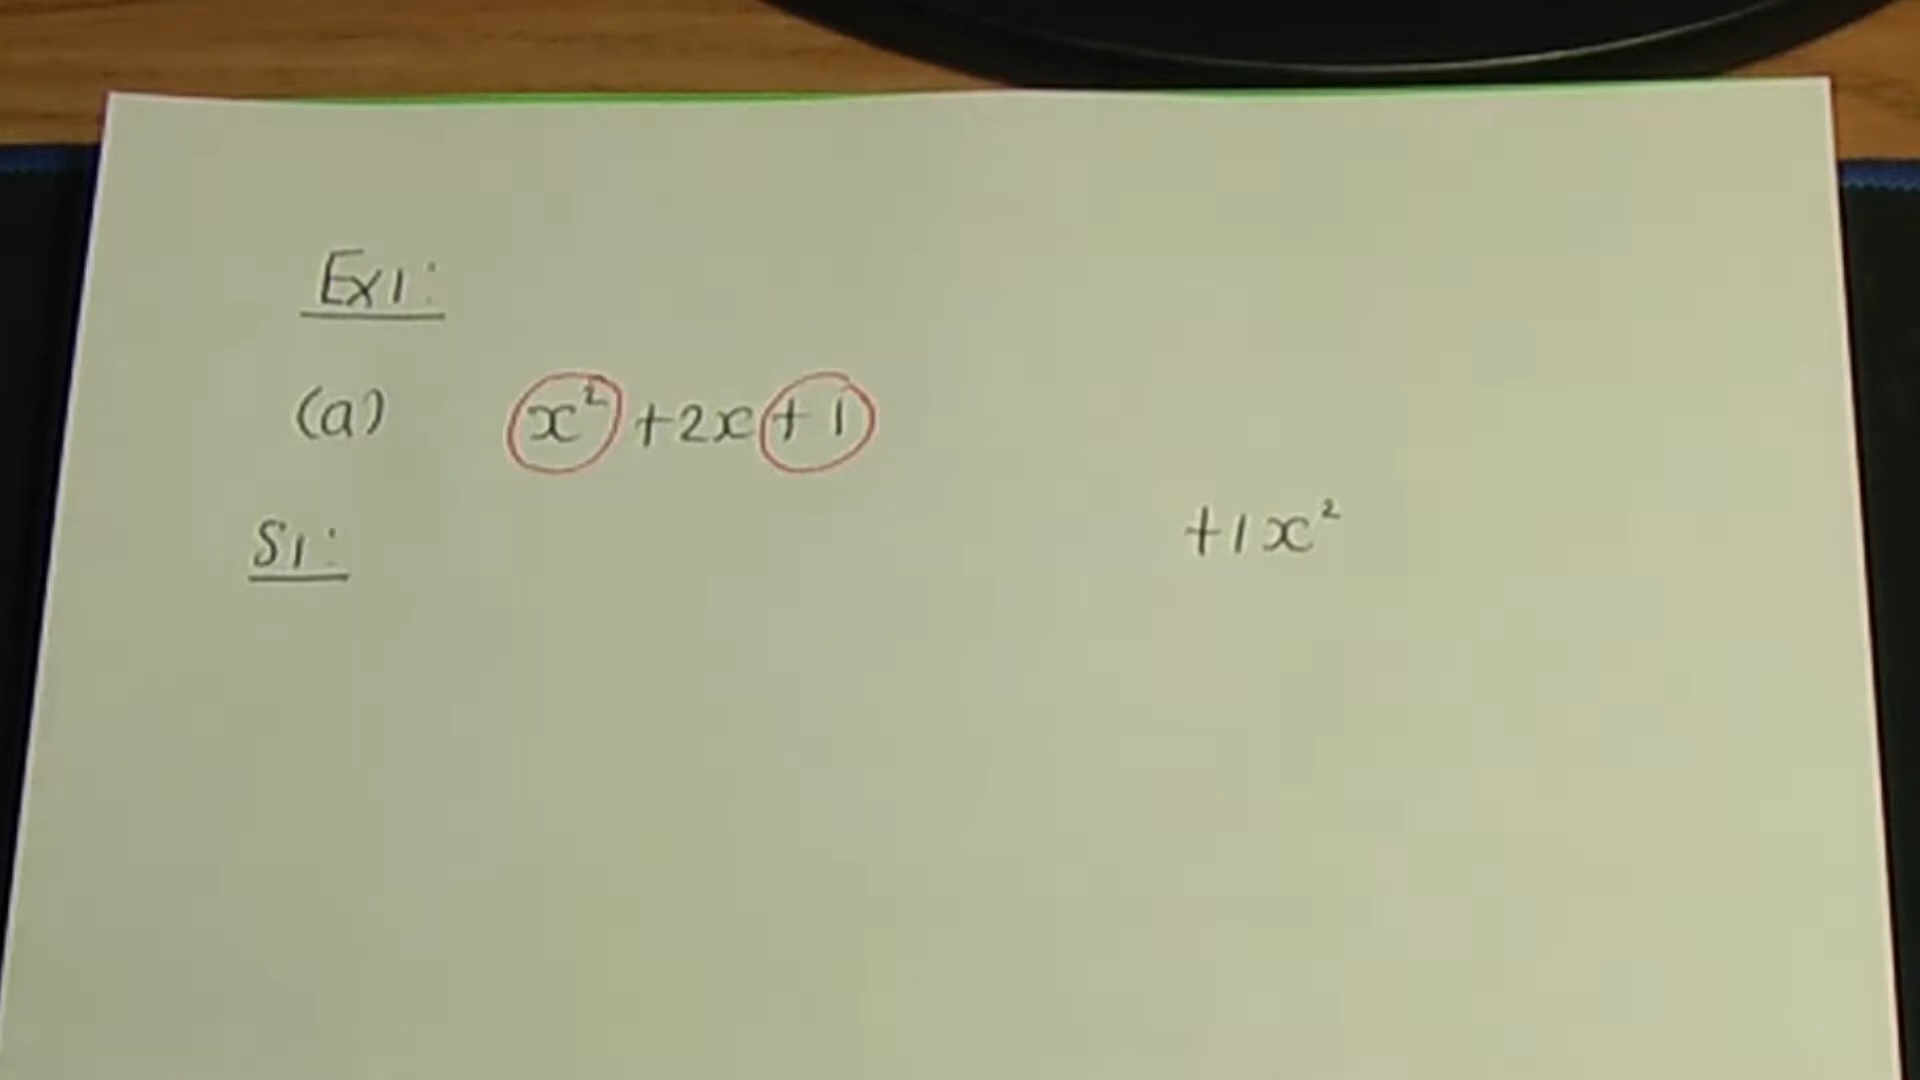 Ex1:
(a) x² + 2x + 1
S1:
+1x²